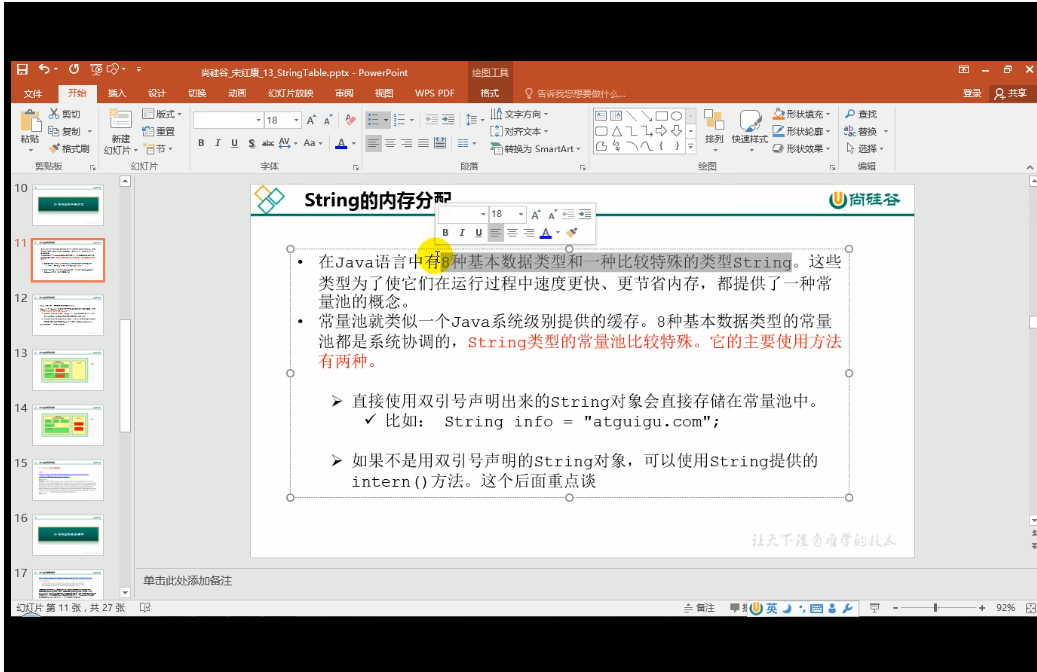 尚硅谷_宋红康_13_StringTable.pptx - PowerPoint
绘图工具
文件 开始 插入 设计 切换 动画 幻灯片放映 审阅 视图 WPS PDF 格式 告诉我您想要做什么... 登录 共享
粘贴 剪切 复制 格式刷
剪贴板
新建 幻灯片 版式 重置 节
幻灯片
18
B I U S abc AV Aa A
字体
文字方向
对齐文本
转换为 SmartArt
段落
排列 快速样式 形状填充 形状轮廓 形状效果
绘图
查找
替换
选择
编辑
10
11
12
13
14
15
16
17
String的内存分配
尚硅谷
18
B I U A
• 在Java语言中有8种基本数据类型和一种比较特殊的类型String。这些
类型为了使它们在运行过程中速度更快、更节省内存，都提供了一种常
量池的概念。
• 常量池就类似一个Java系统级别提供的缓存。8种基本数据类型的常量
池都是系统协调的，String类型的常量池比较特殊。它的主要使用方法
有两种。
➢ 直接使用双引号声明出来的String对象会直接存储在常量池中。
✓ 比如： String info = "atguigu.com";
➢ 如果不是用双引号声明的String对象，可以使用String提供的
intern()方法。这个后面重点谈
让天下没有难学的技术
单击此处添加备注
幻灯片 第 11 张，共 27 张
备注
英
92%